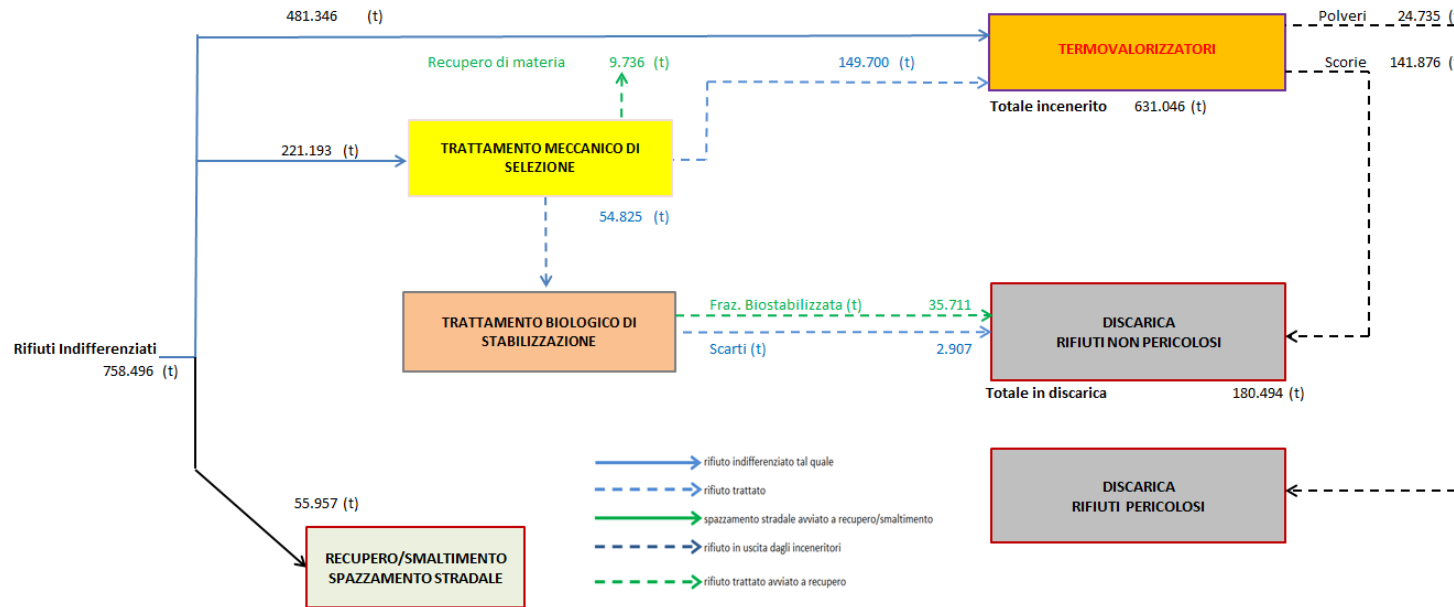 481.346 (t)
Polveri 24.735 (
TERMOVALORIZZATORI
Recupero di materia 9.736 (t)
149.700 (t)
Scorie 141.876 (
Totale incenerito 631.046 (t)
221.193 (t)
TRATTAMENTO MECCANICO DI
SELEZIONE
54.825 (t)
Fraz. Biostabilizzata (t) 35.711
TRATTAMENTO BIOLOGICO DI
STABILIZZAZIONE
DISCARICA
RIFIUTI NON PERICOLOSI
Scarti (t) 2.907
Rifiuti Indifferenziati
758.496 (t)
Totale in discarica 180.494 (t)
rifiuto indifferenziato tal quale
rifiuto trattato
spazzamento stradale avviato a recupero/smaltimento
rifiuto in uscita dagli inceneritori
rifiuto trattato avviato a recupero
DISCARICA
RIFIUTI PERICOLOSI
55.957 (t)
RECUPERO/SMALTIMENTO
SPAZZAMENTO STRADALE